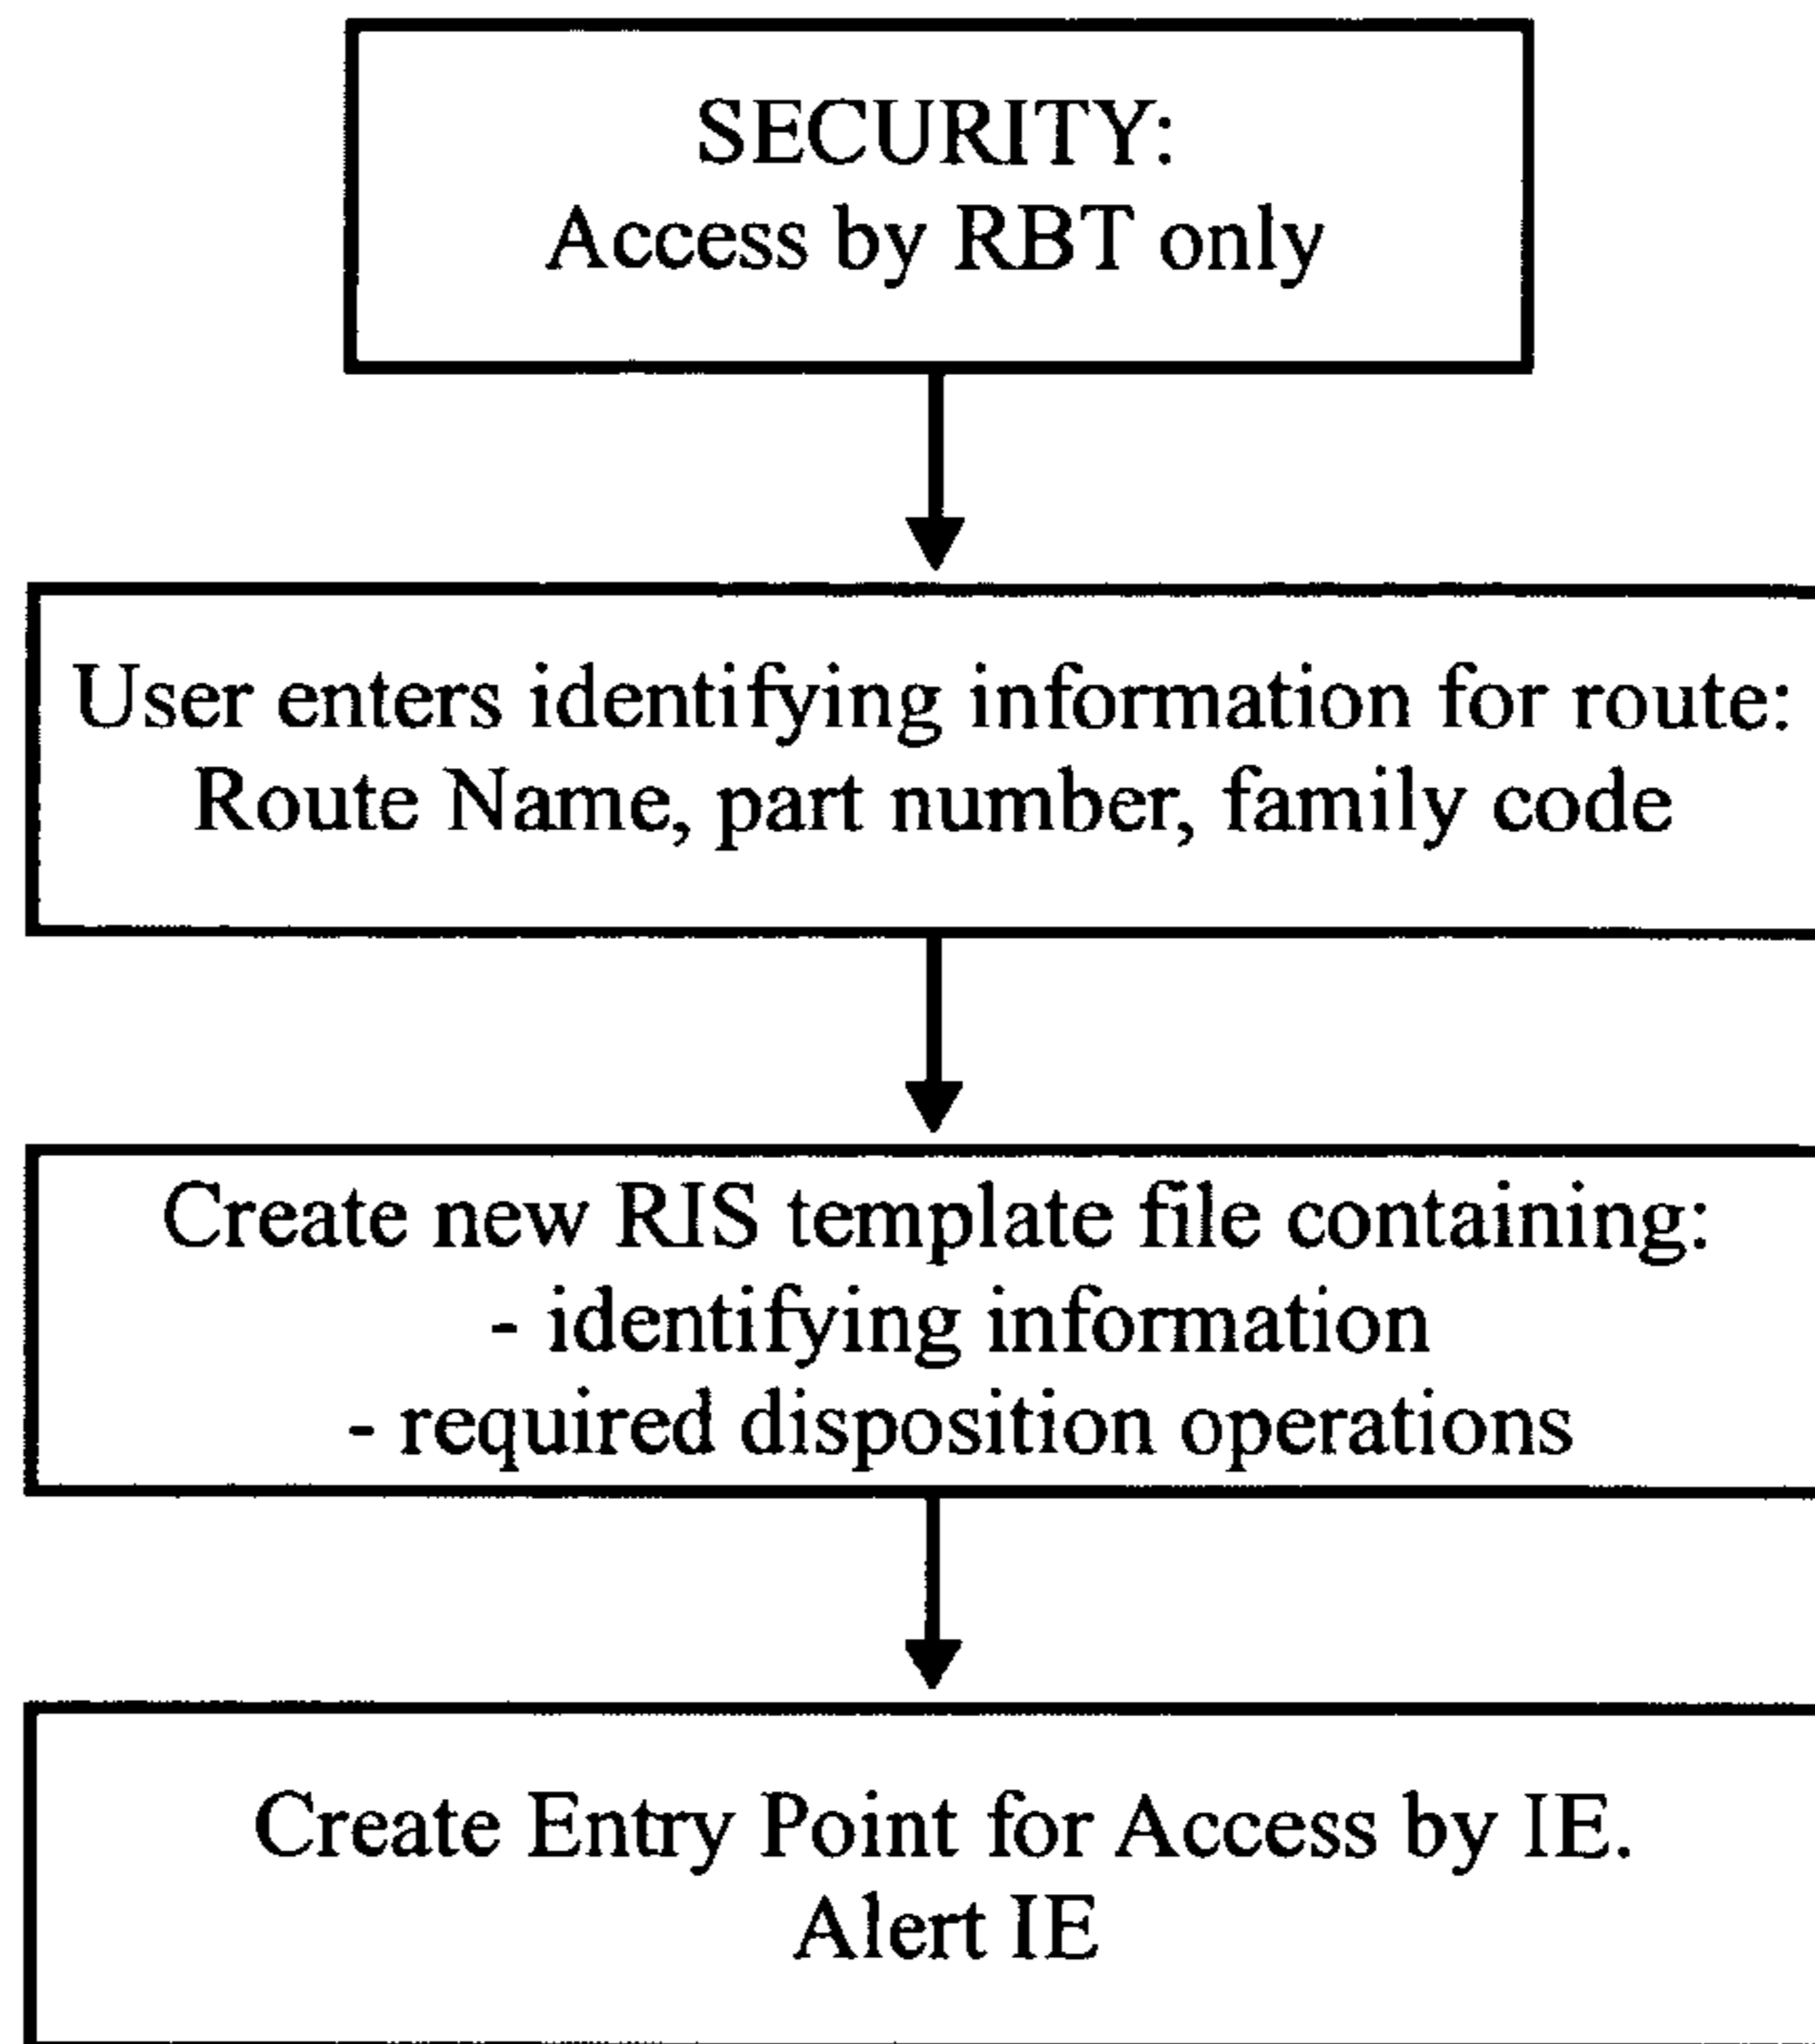 SECURITY:
Access by RBT only
User enters identifying information for route:
Route Name, part number, family code
Create new RIS template file containing:
- identifying information
- required disposition operations
Create Entry Point for Access by IE.
Alert IE